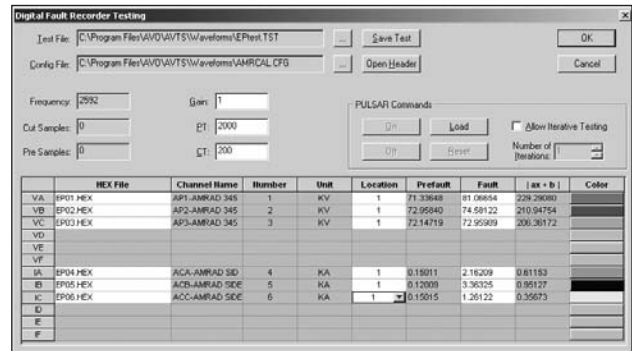 Digital Fault Recorder Testing
Test File: C:\Program Files\AVO\AVTS\Waveforms\EPtest.TST ... Save Test OK
Config File: C:\Program Files\AVO\AVTS\Waveforms\AMRCAL.CFG ... Open Header Cancel
Frequency: 2592 Gain: 1 PULSAR Commands
Cut Samples: 0 PT: 2000 On Load Allow Iterative Testing
Pre Samples: 0 CT: 200 Off Reset Number of Iterations: 1
HEX File Channel Name Number Unit Location Prefault Fault | ax + b | Color
VA EP01.HEX AP1-AMRAD 345 1 KV 1 71.33648 81.06654 229.29080
VB EP02.HEX AP2-AMRAD 345 2 KV 1 72.95840 74.58122 210.94754
VC EP03.HEX AP3-AMRAD 345 3 KV 1 72.14719 72.95939 206.36172
VD
VE
VF
IA EP04.HEX ACA-AMRAD SID 4 KA 1 0.15011 2.16209 0.61153
IB EP05.HEX ACB-AMRAD SIDE 5 KA 1 0.12009 3.36325 0.95127
IC EP06.HEX ACC-AMRAD SIDE 6 KA 1 0.15015 1.26122 0.35673
ID
IE
IF